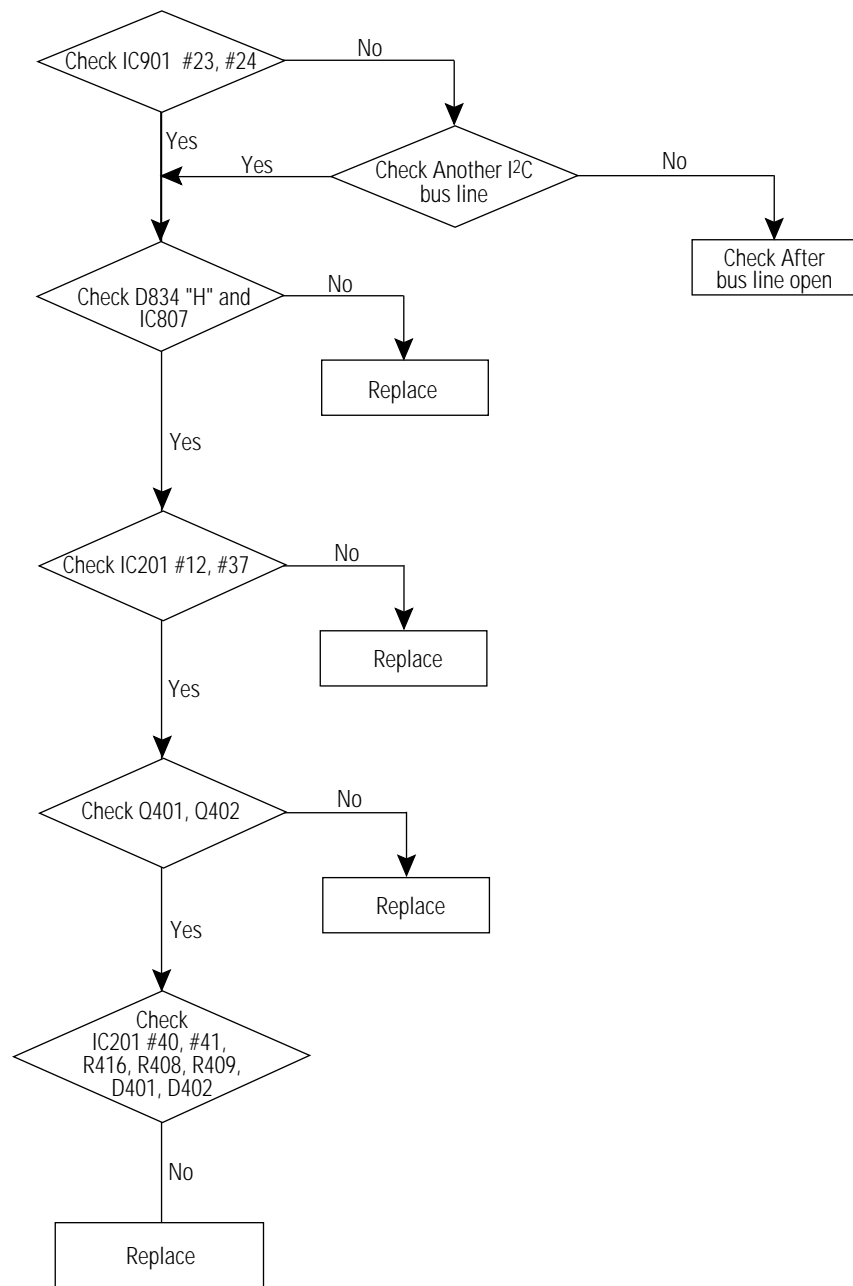 Check IC901 #23, #24
No
Yes
Yes
Check Another I²C
bus line
No
Check After
bus line open
Check D834 "H" and
IC807
No
Replace
Yes
Check IC201 #12, #37
No
Replace
Yes
Check Q401, Q402
No
Replace
Yes
Check
IC201 #40, #41,
R416, R408, R409,
D401, D402
No
Replace